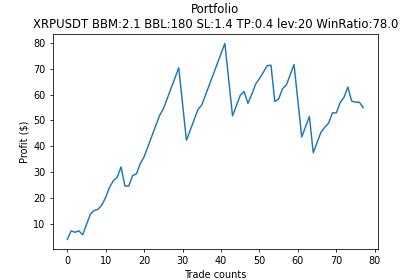 Portfolio
XRPUSDT BBM:2.1 BBL:180 SL:1.4 TP:0.4 lev:20 WinRatio:78.0
80
70
60
50
40
30
20
10
Profit ($)
0 10 20 30 40 50 60 70 80
Trade counts